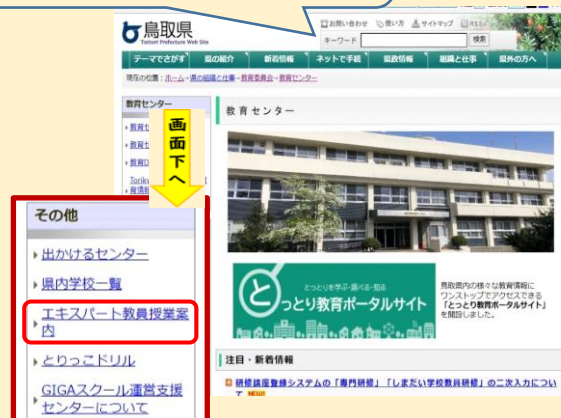 鳥取県
Tottori Prefecture Web Site
お問い合わせ 使い方 サイトマップ RSS
キーワード 検索
テーマでさがす 県の紹介 新着情報 ネットで手続 県政情報 組織と仕事 県外の方へ
現在の位置：ホーム→県の組織と仕事→教育委員会→教育センター
教育センター
画面下へ
教育センター
その他
出かけるセンター
県内学校一覧
エキスパート教員授業案
内
とりっこドリル
GIGAスクール運営支援
センターについて
とっとりを学ぶ・調べる・知る
とっとり教育ポータルサイト
鳥取県内の様々な教育情報に
ワンストップでアクセスできる
「とっとり教育ポータルサイト」
を開設しました。
注目・新着情報
研修講座登録システムの「専門研修」「しまだい学校教員研修」の二次入力につい
て